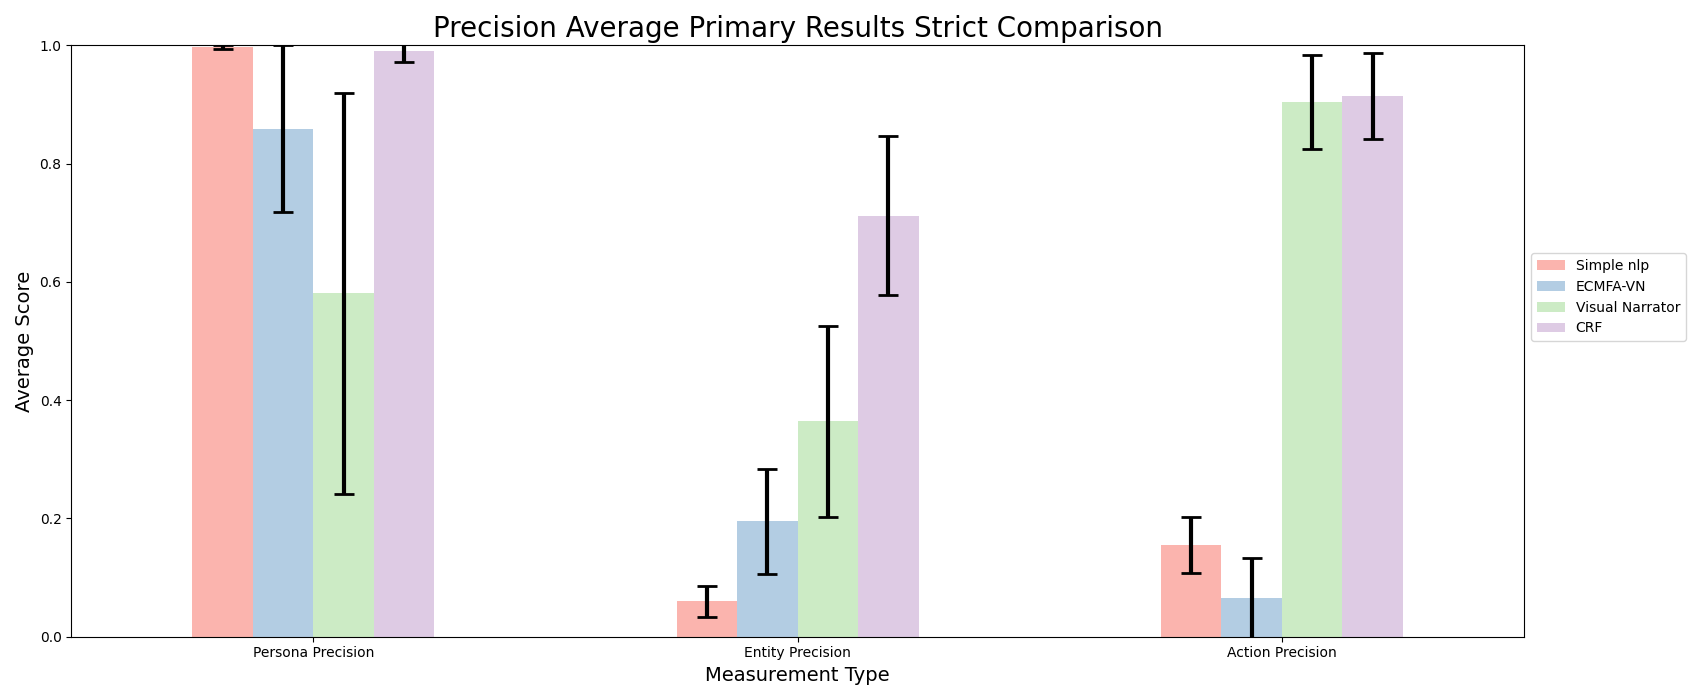 Precision Average Primary Results Strict Comparison
1.0
0.8
0.6
0.4
0.2
0.0
Average Score
Persona Precision
Entity Precision
Action Precision
Measurement Type
Simple nlp
ECMFA-VN
Visual Narrator
CRF